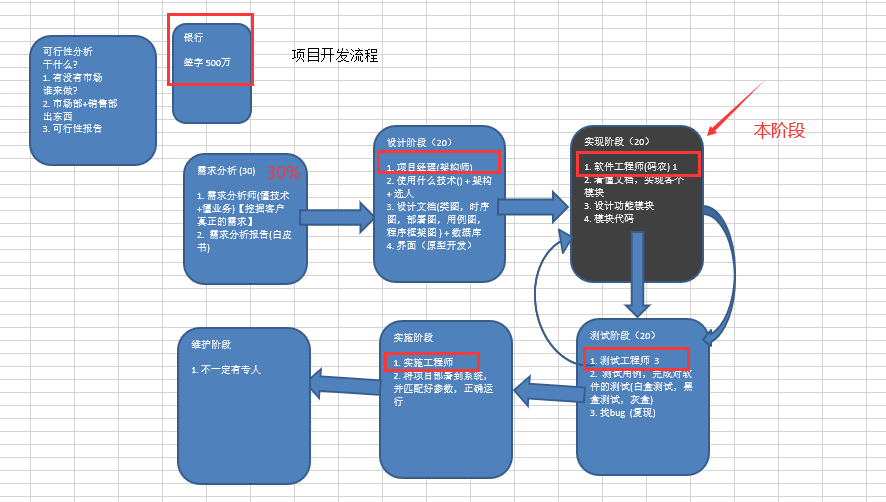 可行性分析
干什么?
1. 有没有市场
谁来做?
2. 市场部+销售部
出东西
3. 可行性报告
银行
签字 500万
项目开发流程
需求分析 (30)
30%
1. 需求分析师(懂技术
+懂业务)【挖掘客户
真正的需求】
2. 需求分析报告(白皮
书)
设计阶段（20）
1. 项目经理(架构师)
2. 使用什么技术() + 架构
+ 选人
3. 设计文档(类图，时序
图，部署图，用例图，
程序框架图 ) + 数据库
4. 界面（原型开发）
实现阶段（20）
1. 软件工程师(码农) 1
2. 看懂文档，实现各个
模块
3. 设计功能模块
4. 模块代码
本阶段
测试阶段（20）
1. 测试工程师 3
2. 测试用例，完成对软
件的测试(白盒测试，黑
盒测试，灰盒)
3. 找bug (复现)
实施阶段
1. 实施工程师
2. 将项目部署到系统，
并匹配好参数，正确运
行
维护阶段
1. 不一定有专人